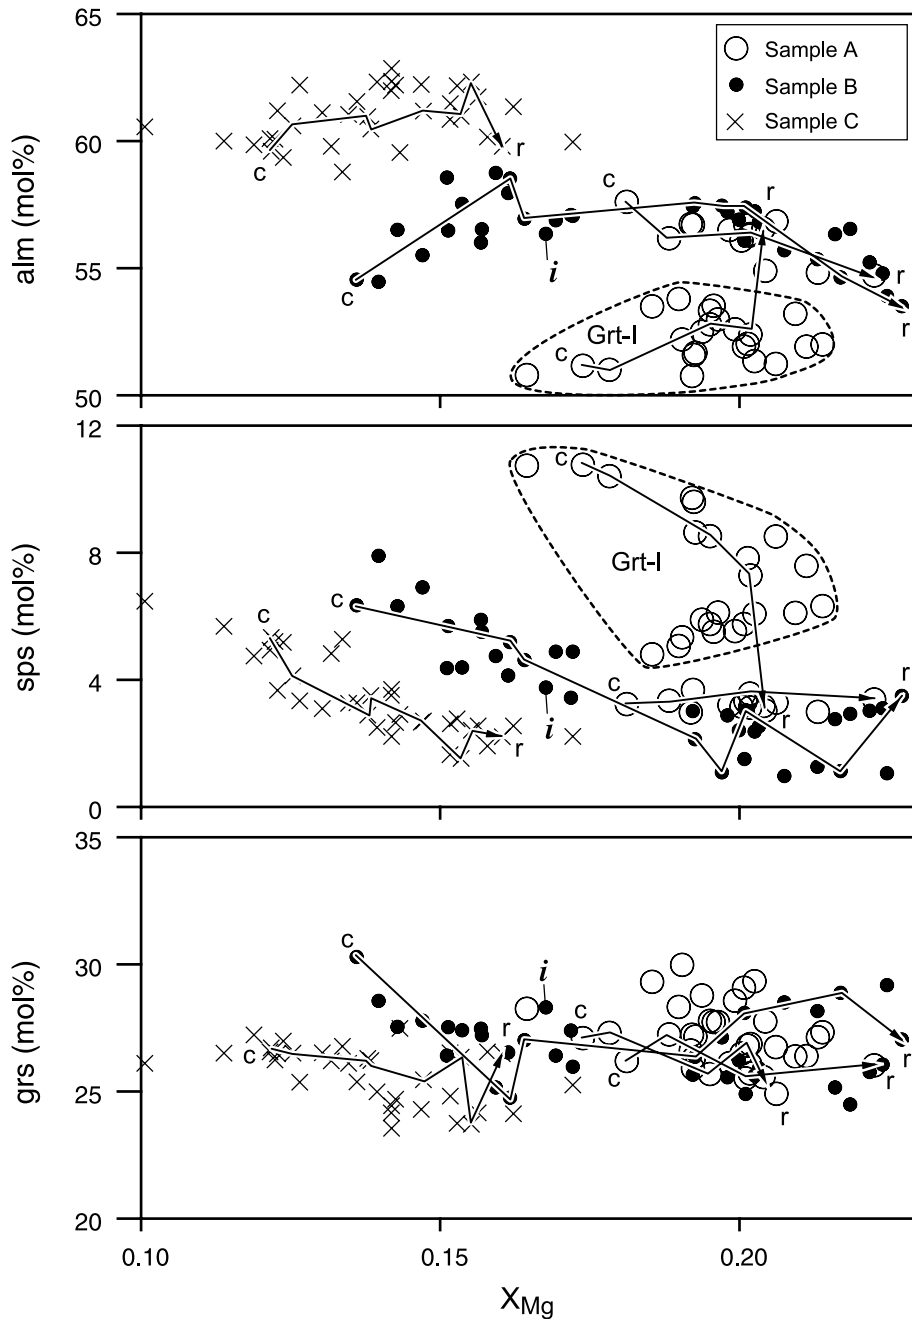 65
60
55
50
alm (mol%)
Sample A
Sample B
Sample C
c
r
c
r
c
i
r
r
Grt-I
c
12
8
4
0
sps (mol%)
c
Grt-I
c
c
c
r
r
i
r
35
30
25
20
grs (mol%)
c
i
c
r
c
c
r
r
0.10
0.15
0.20
XMg